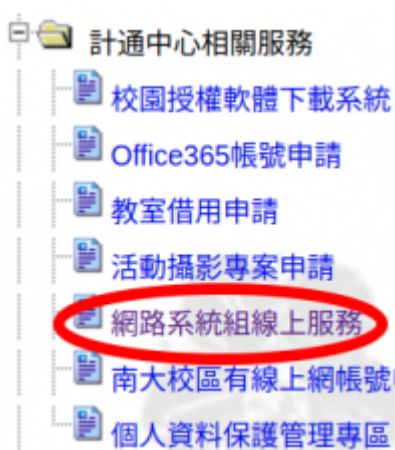 計通中心相關服務
校園授權軟體下載系統
Office365帳號申請
教室借用申請
活動攝影專案申請
網路系統組線上服務
南大校區有線上網帳號
個人資料保護管理專區